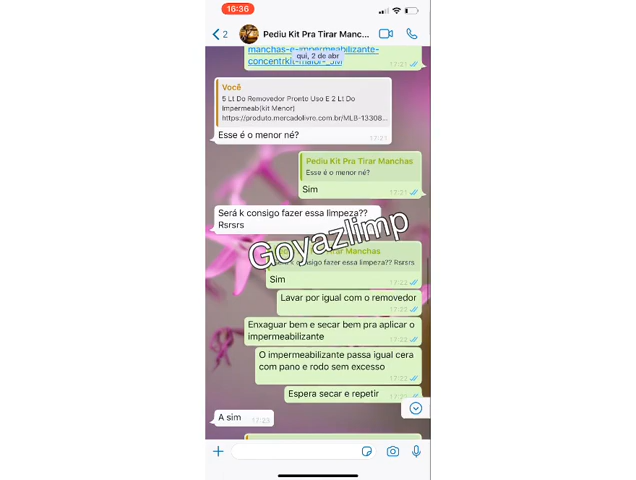 16:36
2
Pediu Kit Pra Tirar Manc...
manchas-e-impermeabilizante-
qui, 2 de abr
17:21
Você
5 Lt Do Removedor Pronto Uso E 2 Lt Do
Impermeab(kit Menor)
https://produto.mercadolivre.com.br/MLB-13308...
Esse é o menor né?
17:21
Pediu Kit Pra Tirar Manchas
Esse é o menor né?
Sim
17:21
Será k consigo fazer essa limpeza??
Rsrsrs
Goyazlimp
Manchas
k consigo fazer essa limpeza?? Rsrsrs
Sim
17:22
Lavar por igual com o removedor
17:22
Enxaguar bem e secar bem pra aplicar o
impermeabilizante
17:22
O impermeabilizante passa igual cera
com pano e rodo sem excesso
17:22
Espera secar e repetir
A sim
17:23